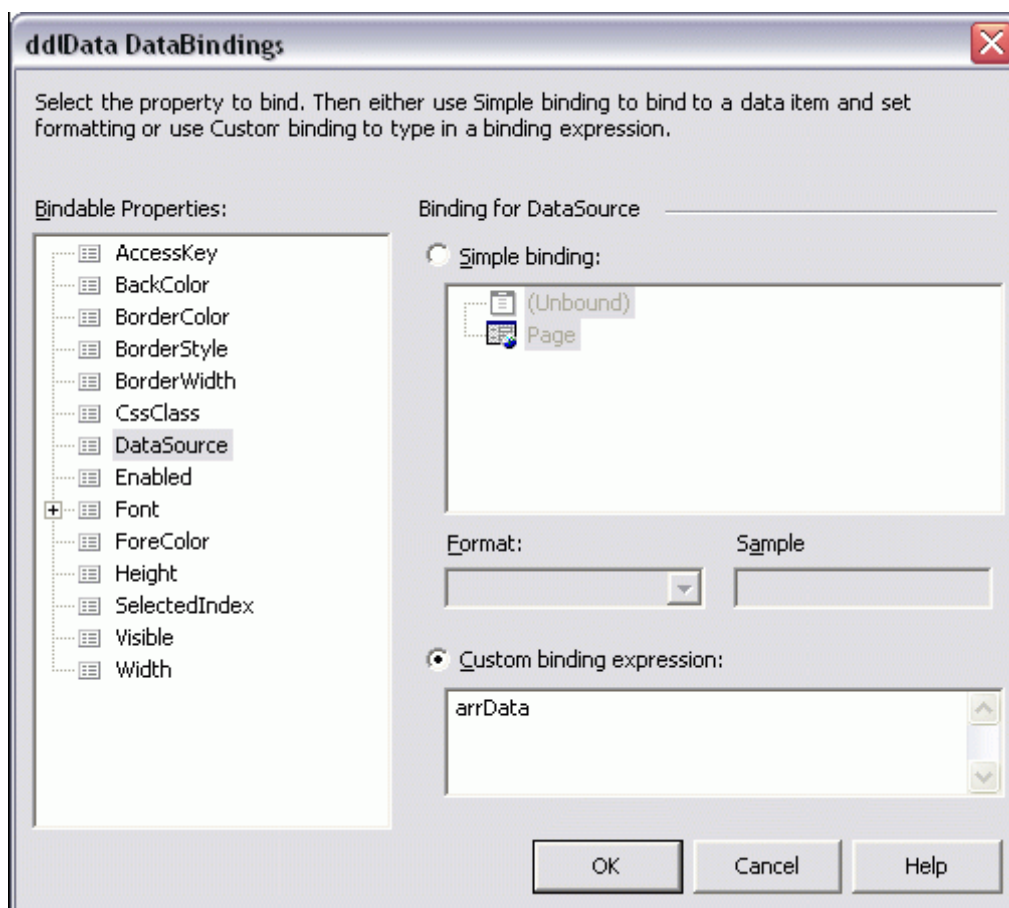 ddlData DataBindings
Select the property to bind. Then either use Simple binding to bind to a data item and set
formatting or use Custom binding to type in a binding expression.
Bindable Properties:
AccessKey
BackColor
BorderColor
BorderStyle
BorderWidth
CssClass
DataSource
Enabled
Font
ForeColor
Height
SelectedIndex
Visible
Width
Binding for DataSource
Simple binding:
(Unbound)
Page
Format:
Sample
Custom binding expression:
arrData
OK
Cancel
Help